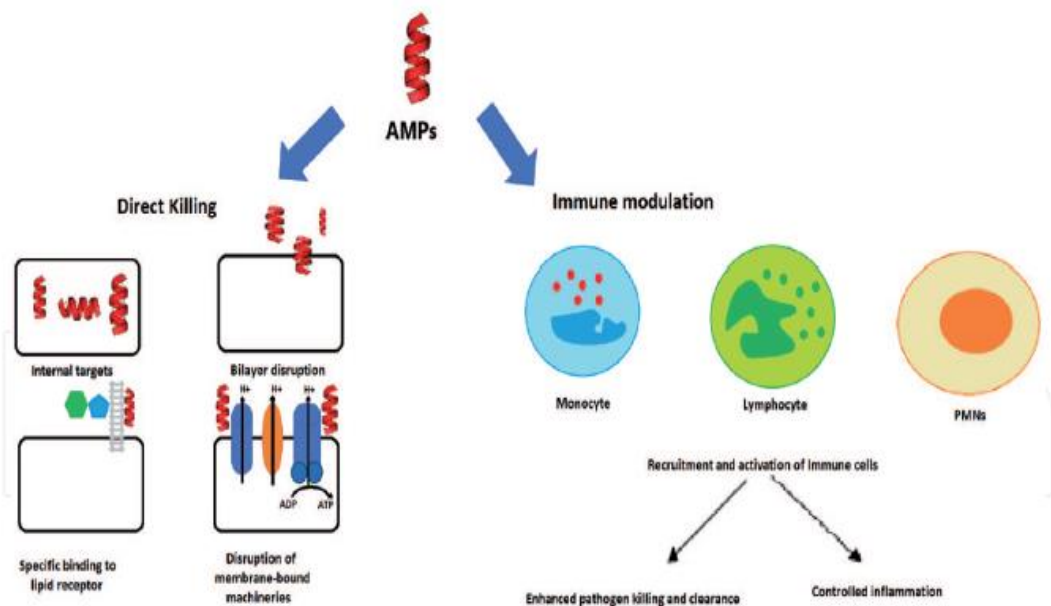 AMPs
Direct Killing
Immune modulation
Internal targets
Bilayer disruption
H+ H+ H+
ADP ATP
Specific binding to
lipid receptor
Disruption of
membrane-bound
machineries
Monocyte
Lymphocyte
PMNs
Recruitment and activation of Immune cells
Enhanced pathogen killing and clearance
Controlled inflammation